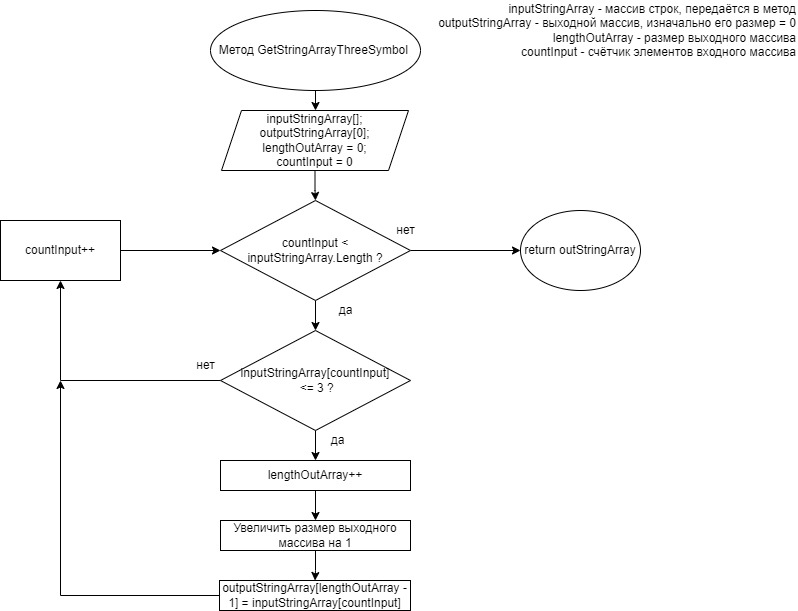 inputStringArray - массив строк, передаётся в метод
outputStringArray - выходной массив, изначально его размер = 0
lengthOutArray - размер выходного массива
countInput - счётчик элементов входного массива
Метод GetStringArrayThreeSymbol
inputStringArray[];
outputStringArray[0];
lengthOutArray = 0;
countInput = 0
countInput++
countInput <
inputStringArray.Length ?
нет
return outStringArray
да
нет
inputStringArray[countInput]
<= 3 ?
да
lengthOutArray++
Увеличить размер выходного
массива на 1
outputStringArray[lengthOutArray -
1] = inputStringArray[countInput]